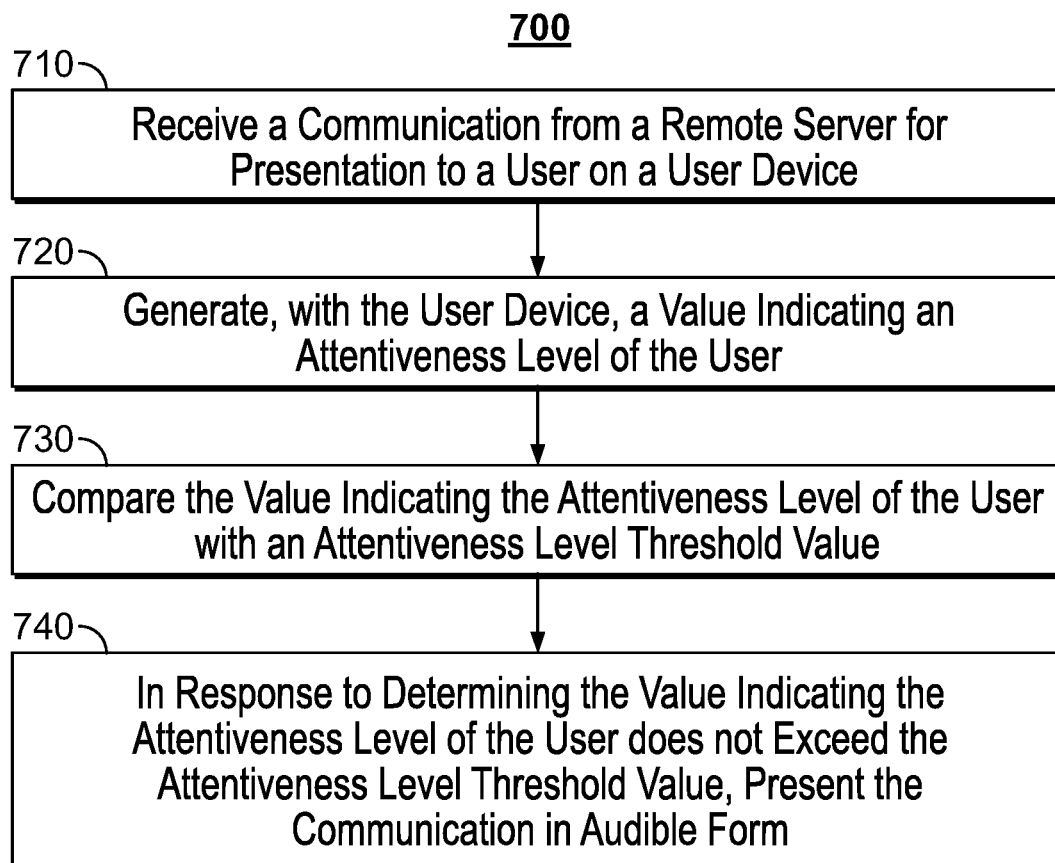 700
710
Receive a Communication from a Remote Server for
Presentation to a User on a User Device
720
Generate, with the User Device, a Value Indicating an
Attentiveness Level of the User
730
Compare the Value Indicating the Attentiveness Level of the User
with an Attentiveness Level Threshold Value
740
In Response to Determining the Value Indicating the
Attentiveness Level of the User does not Exceed the
Attentiveness Level Threshold Value, Present the
Communication in Audible Form